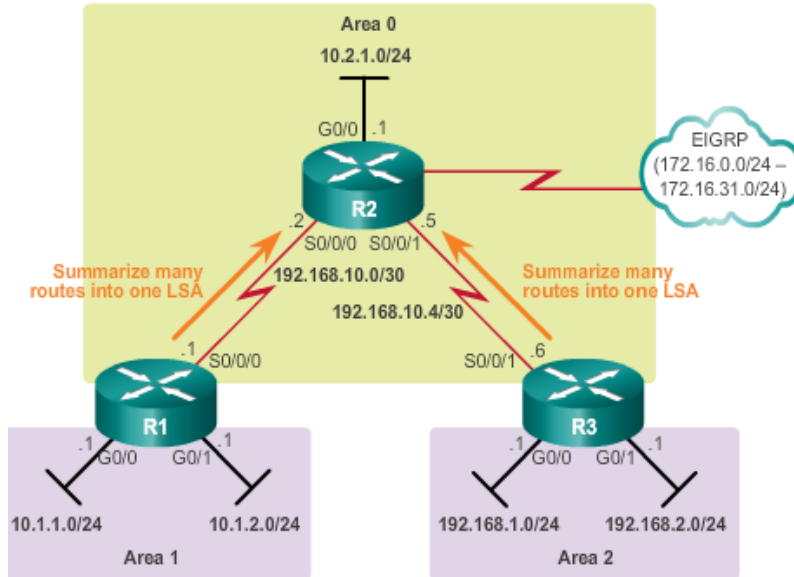 Area 0
10.2.1.0/24
G0/0
.1
EIGRP
(172.16.0.0/24 –
172.16.31.0/24)
R2
.2
.5
S0/0/0
S0/0/1
Summarize many
routes into one LSA
192.168.10.0/30
Summarize many
routes into one LSA
192.168.10.4/30
.1
S0/0/0
.6
S0/0/1
R1
R3
.1
G0/0
.1
G0/1
.1
G0/0
.1
G0/1
10.1.1.0/24
10.1.2.0/24
192.168.1.0/24
192.168.2.0/24
Area 1
Area 2